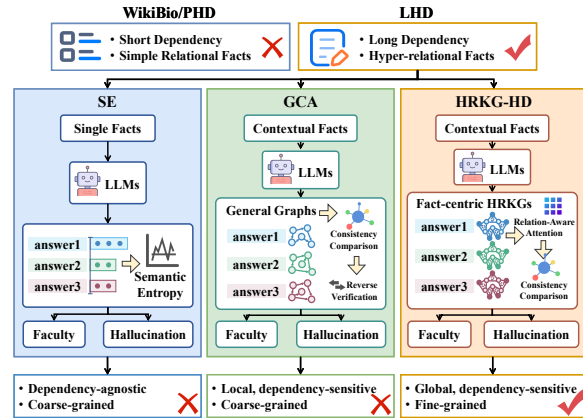 WikiBio/PHD
• Short Dependency
• Simple Relational Facts
LHD
• Long Dependency
• Hyper-relational Facts
SE
Single Facts
LLMs
answer1
answer2
answer3
Semantic
Entropy
Faculty
Hallucination
• Dependency-agnostic
• Coarse-grained
GCA
Contextual Facts
LLMs
General Graphs
Consistency
Comparison
answer1
answer2
answer3
Reverse
Verification
Faculty
Hallucination
• Local, dependency-sensitive
• Coarse-grained
HRKG-HD
Contextual Facts
LLMs
Fact-centric HRKGs
answer1
Relation-Aware
Attention
answer2
answer3
Consistency
Comparison
Faculty
Hallucination
• Global, dependency-sensitive
• Fine-grained